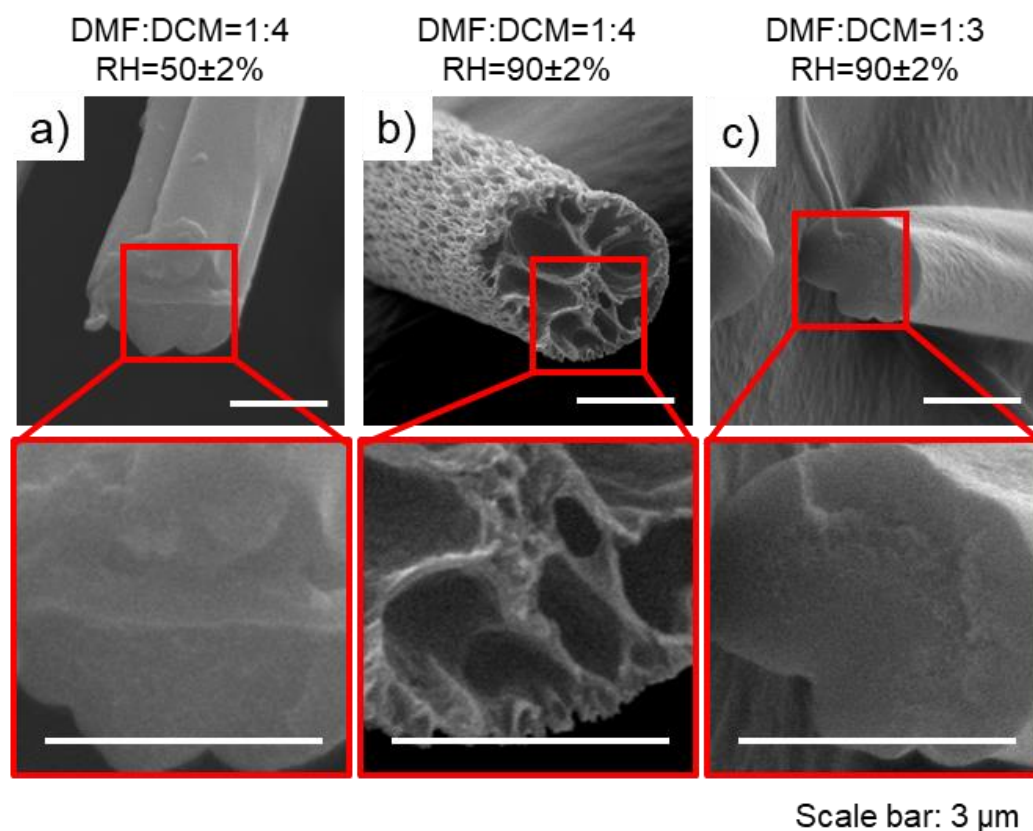 DMF:DCM=1:4
RH=50±2%
DMF:DCM=1:4
RH=90±2%
DMF:DCM=1:3
RH=90±2%
a)
b)
c)
Scale bar: 3 μm